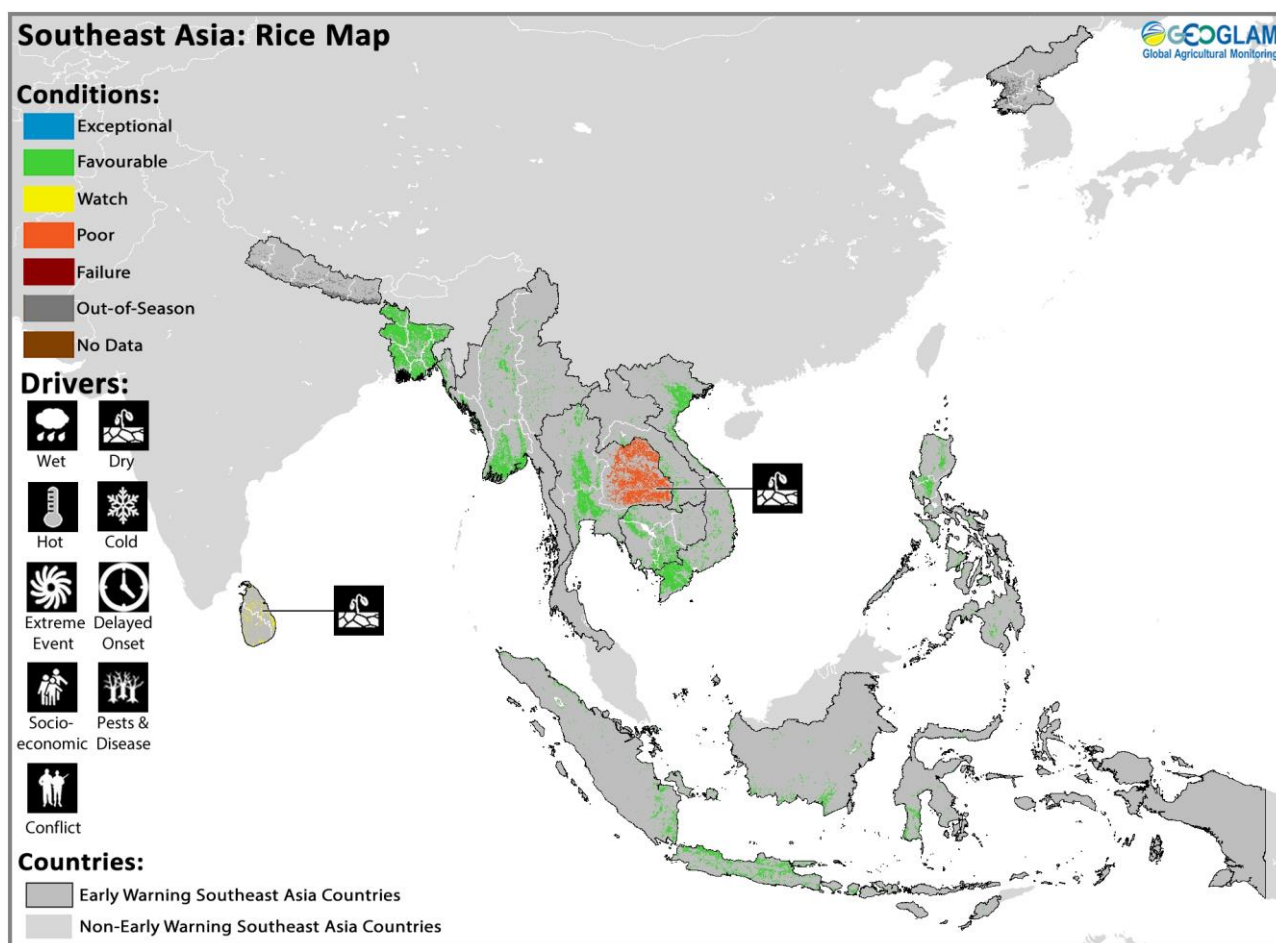 Southeast Asia: Rice Map
GEOGLAM
Global Agricultural Monitoring
Conditions:
Exceptional
Favourable
Watch
Poor
Failure
Out-of-Season
No Data
Drivers:
Wet
Dry
Hot
Cold
Extreme
Event
Delayed
Onset
Socio-
economic
Pests &
Disease
Conflict
Countries:
Early Warning Southeast Asia Countries
Non-Early Warning Southeast Asia Countries